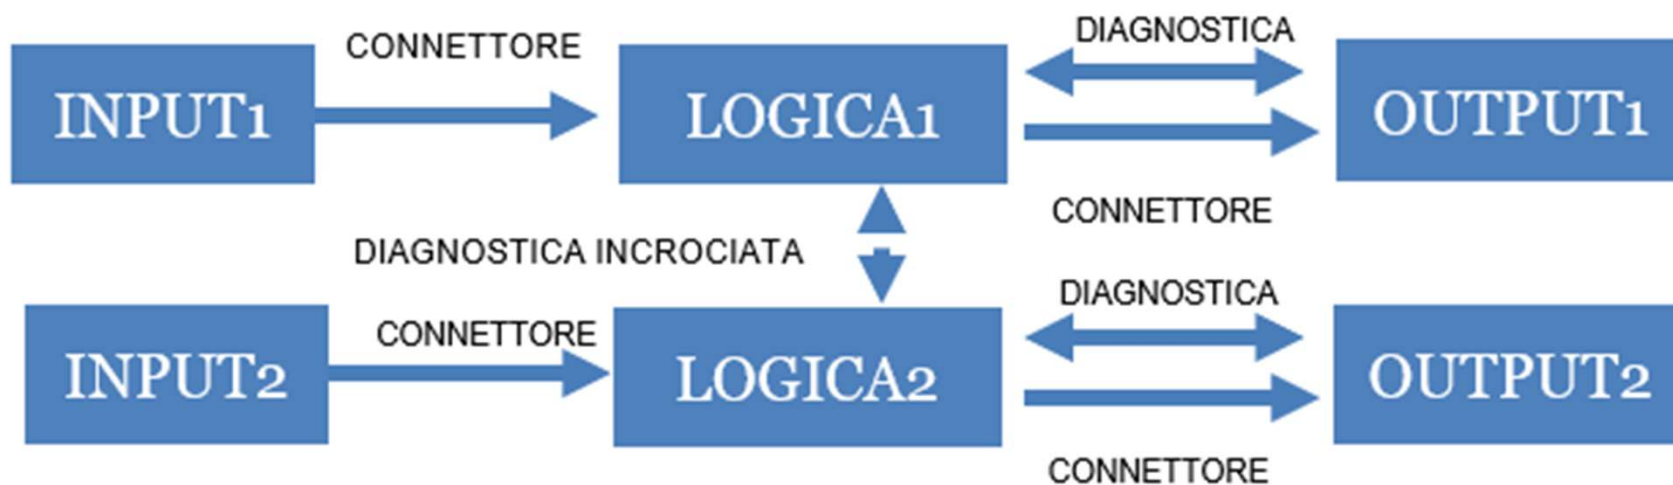 CONNETTORE
DIAGNOSTICA
INPUT1
LOGICA1
OUTPUT1
CONNETTORE
DIAGNOSTICA INCROCIATA
DIAGNOSTICA
CONNETTORE
INPUT2
LOGICA2
OUTPUT2
CONNETTORE